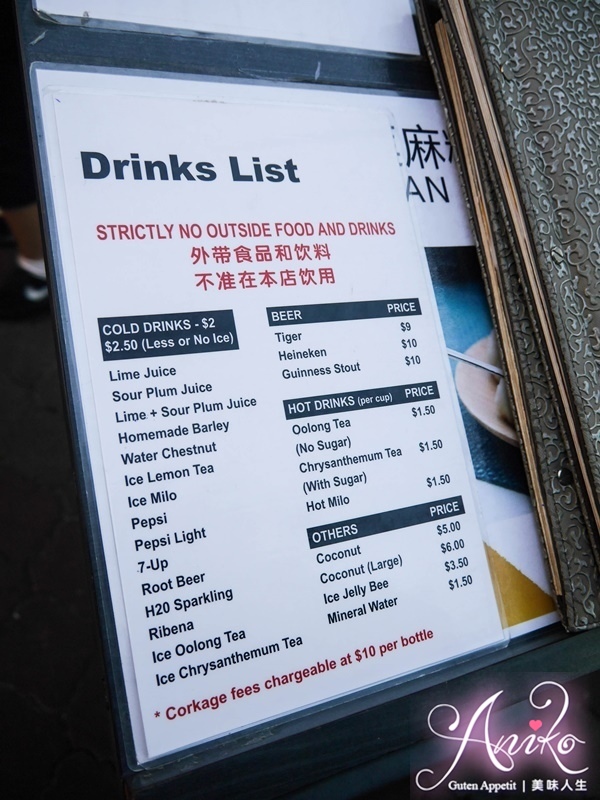 Drinks List
STRICTLY NO OUTSIDE FOOD AND DRINKS
外带食品和饮料
不准在本店饮用
COLD DRINKS - $2
$2.50 (Less or No Ice)
Lime Juice
Sour Plum Juice
Lime + Sour Plum Juice
Homemade Barley
Water Chestnut
Ice Lemon Tea
Ice Milo
Pepsi
Pepsi Light
7-Up
Root Beer
H20 Sparkling
Ribena
Ice Oolong Tea
Ice Chrysanthemum Tea
BEER PRICE
Tiger $9
Heineken $10
Guinness Stout $10
HOT DRINKS (per cup) PRICE
Oolong Tea $1.50
(No Sugar)
Chrysanthemum Tea $1.50
(With Sugar)
Hot Milo $1.50
OTHERS PRICE
Coconut $5.00
Coconut (Large) $6.00
Ice Jelly Bee $3.50
Mineral Water $1.50
* Corkage fees chargeable at $10 per bottle
麻
AN
Aniko
Guten Appetit | 美味人生